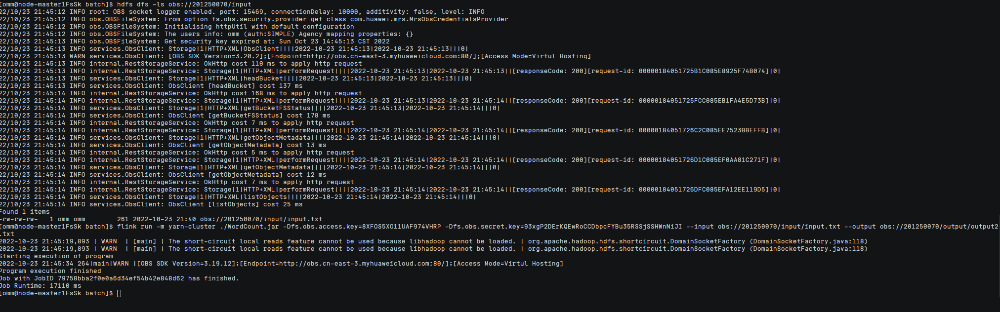 [omm@node-master1FsSk batch]$ hdfs dfs -ls obs://201250070/input
22/10/23 21:45:12 INFO root: OBS socket logger enabled. port: 15469, connectionDelay: 10000, additivity: false, level: INFO
22/10/23 21:45:12 INFO obs.OBSFileSystem: From option fs.obs.security.provider get class com.huawei.mrs.MrsObsCredentialsProvider
22/10/23 21:45:12 INFO obs.OBSFileSystem: Initialising httpUtil with default configuration
22/10/23 21:45:12 INFO obs.OBSFileSystem: The users info: omm (auth:SIMPLE) Agency mapping properties: {}
22/10/23 21:45:13 INFO obs.OBSFileSystem: Get security key expired at: Sun Oct 23 14:45:13 CST 2022
22/10/23 21:45:13 INFO services.ObsClient: Storage|1|HTTP+XML|ObsClient||||2022-10-23 21:45:13|2022-10-23 21:45:13|||0|
22/10/23 21:45:13 WARN services.ObsClient: [OBS SDK Version=3.20.2];[Endpoint=http://obs.cn-east-3.myhuaweicloud.com:80/];[Access Mode=Virtul Hosting]
22/10/23 21:45:13 INFO internal.RestStorageService: OkHttp cost 110 ms to apply http request
22/10/23 21:45:13 INFO internal.RestStorageService: Storage|1|HTTP+XML|performRequest||||2022-10-23 21:45:13|2022-10-23 21:45:13||[responseCode: 200][request-id: 00000184051725B1C085E8925F74B074]|0|
22/10/23 21:45:13 INFO services.ObsClient: Storage|1|HTTP+XML|headBucket||||2022-10-23 21:45:13|2022-10-23 21:45:13|||0|
22/10/23 21:45:13 INFO services.ObsClient: ObsClient [headBucket] cost 137 ms
22/10/23 21:45:14 INFO internal.RestStorageService: OkHttp cost 168 ms to apply http request
22/10/23 21:45:14 INFO internal.RestStorageService: Storage|1|HTTP+XML|performRequest||||2022-10-23 21:45:13|2022-10-23 21:45:14||[responseCode: 200][request-id: 00000184051725FCC085EB1FA4E5D73B]|0|
22/10/23 21:45:14 INFO services.ObsClient: Storage|1|HTTP+XML|getBucketFSStatus||||2022-10-23 21:45:13|2022-10-23 21:45:14|||0|
22/10/23 21:45:14 INFO services.ObsClient: ObsClient [getBucketFSStatus] cost 178 ms
22/10/23 21:45:14 INFO internal.RestStorageService: OkHttp cost 7 ms to apply http request
22/10/23 21:45:14 INFO internal.RestStorageService: Storage|1|HTTP+XML|performRequest||||2022-10-23 21:45:14|2022-10-23 21:45:14||[responseCode: 200][request-id: 00000184051726C2C085EE7523BBEFFB]|0|
22/10/23 21:45:14 INFO services.ObsClient: Storage|1|HTTP+XML|getObjectMetadata||||2022-10-23 21:45:14|2022-10-23 21:45:14|||0|
22/10/23 21:45:14 INFO services.ObsClient: ObsClient [getObjectMetadata] cost 13 ms
22/10/23 21:45:14 INFO internal.RestStorageService: OkHttp cost 5 ms to apply http request
22/10/23 21:45:14 INFO internal.RestStorageService: Storage|1|HTTP+XML|performRequest||||2022-10-23 21:45:14|2022-10-23 21:45:14||[responseCode: 200][request-id: 00000184051726D1C085EF0AA81C271F]|0|
22/10/23 21:45:14 INFO services.ObsClient: Storage|1|HTTP+XML|getObjectMetadata||||2022-10-23 21:45:14|2022-10-23 21:45:14|||0|
22/10/23 21:45:14 INFO services.ObsClient: ObsClient [getObjectMetadata] cost 12 ms
22/10/23 21:45:14 INFO internal.RestStorageService: OkHttp cost 7 ms to apply http request
22/10/23 21:45:14 INFO internal.RestStorageService: Storage|1|HTTP+XML|performRequest||||2022-10-23 21:45:14|2022-10-23 21:45:14||[responseCode: 200][request-id: 00000184051726DFC085EFA12EE119D5]|0|
22/10/23 21:45:14 INFO services.ObsClient: Storage|1|HTTP+XML|listObjects||||2022-10-23 21:45:14|2022-10-23 21:45:14|||0|
22/10/23 21:45:14 INFO services.ObsClient: ObsClient [listObjects] cost 25 ms
Found 1 items
-rw-rw-rw-   1 omm omm        261 2022-10-23 21:40 obs://201250070/input/input.txt
[omm@node-master1FsSk batch]$ flink run -m yarn-cluster ./WordCount.jar -Dfs.obs.access.key=8XFOS5XO11UAF974VHRP -Dfs.obs.secret.key=93xgP2DErKQEwRoCCDbpcFYBu35RSSjSSHWnNiJI --input obs://201250070/input/input.txt --output obs://201250070/output/output2
.txt
2022-10-23 21:45:19,893 | WARN  | [main] | The short-circuit local reads feature cannot be used because libhadoop cannot be loaded. | org.apache.hadoop.hdfs.shortcircuit.DomainSocketFactory (DomainSocketFactory.java:118)
2022-10-23 21:45:19,893 | WARN  | [main] | The short-circuit local reads feature cannot be used because libhadoop cannot be loaded. | org.apache.hadoop.hdfs.shortcircuit.DomainSocketFactory (DomainSocketFactory.java:118)
Starting execution of program
2022-10-23 21:45:34 264|main|WARN |[OBS SDK Version=3.19.12];[Endpoint=http://obs.cn-east-3.myhuaweicloud.com:80/];[Access Mode=Virtul Hosting]
Program execution finished
Job with JobID 79758bba2f0e0a6d34ef54b42e848d62 has finished.
Job Runtime: 17110 ms
[omm@node-master1FsSk batch]$